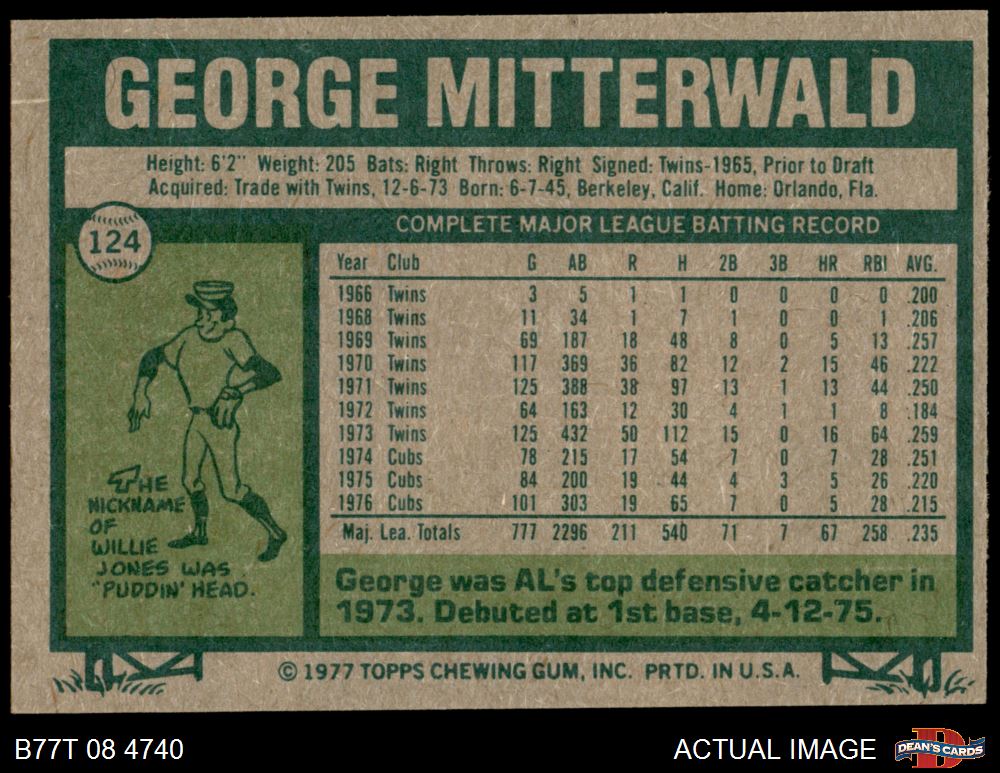 GEORGE MITTERWALD
Height: 6'2" Weight: 205 Bats: Right Throws: Right Signed: Twins-1965, Prior to Draft
Acquired: Trade with Twins, 12-6-73 Born: 6-7-45, Berkeley, Calif. Home: Orlando, Fla.
124
COMPLETE MAJOR LEAGUE BATTING RECORD
Year Club G AB R H 2B 3B HR RBI AVG.
1966 Twins 3 5 1 1 0 0 0 0 .200
1968 Twins 11 34 1 7 1 0 0 1 .206
1969 Twins 69 187 18 48 8 0 5 13 .257
1970 Twins 117 369 36 82 12 2 15 46 .222
1971 Twins 125 388 38 97 13 1 13 44 .250
1972 Twins 64 163 12 30 4 1 1 8 .184
1973 Twins 125 432 50 112 15 0 16 64 .259
1974 Cubs 78 215 17 54 7 0 7 28 .251
1975 Cubs 84 200 19 44 4 3 5 26 .220
1976 Cubs 101 303 19 65 7 0 5 28 .215
Maj. Lea. Totals 777 2296 211 540 71 7 67 258 .235
THE
NICKNAME
OF
WILLIE
JONES WAS
"PUDDIN' HEAD.
George was AL's top defensive catcher in
1973. Debuted at 1st base, 4-12-75.
© 1977 TOPPS CHEWING GUM, INC. PRTD. IN U.S.A.
B77T 08 4740
ACTUAL IMAGE
D
DEAN'S CARDS